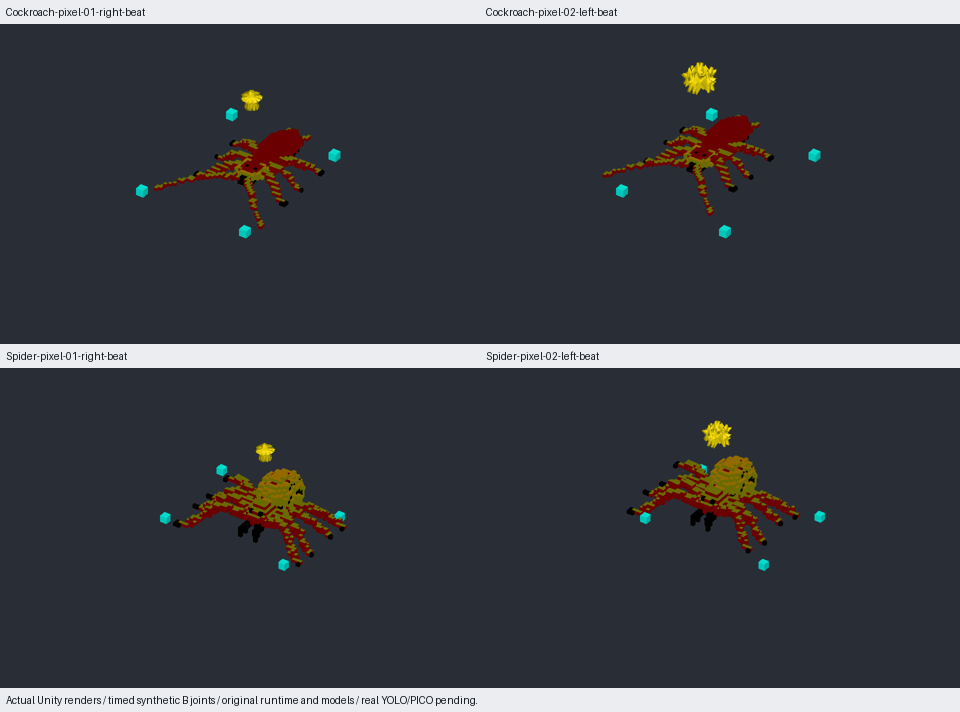 Cockroach-pixel-01-right-beat
Cockroach-pixel-02-left-beat
Spider-pixel-01-right-beat
Spider-pixel-02-left-beat
Actual Unity renders / timed synthetic B joints / original runtime and models / real YOLO/PICO pending.